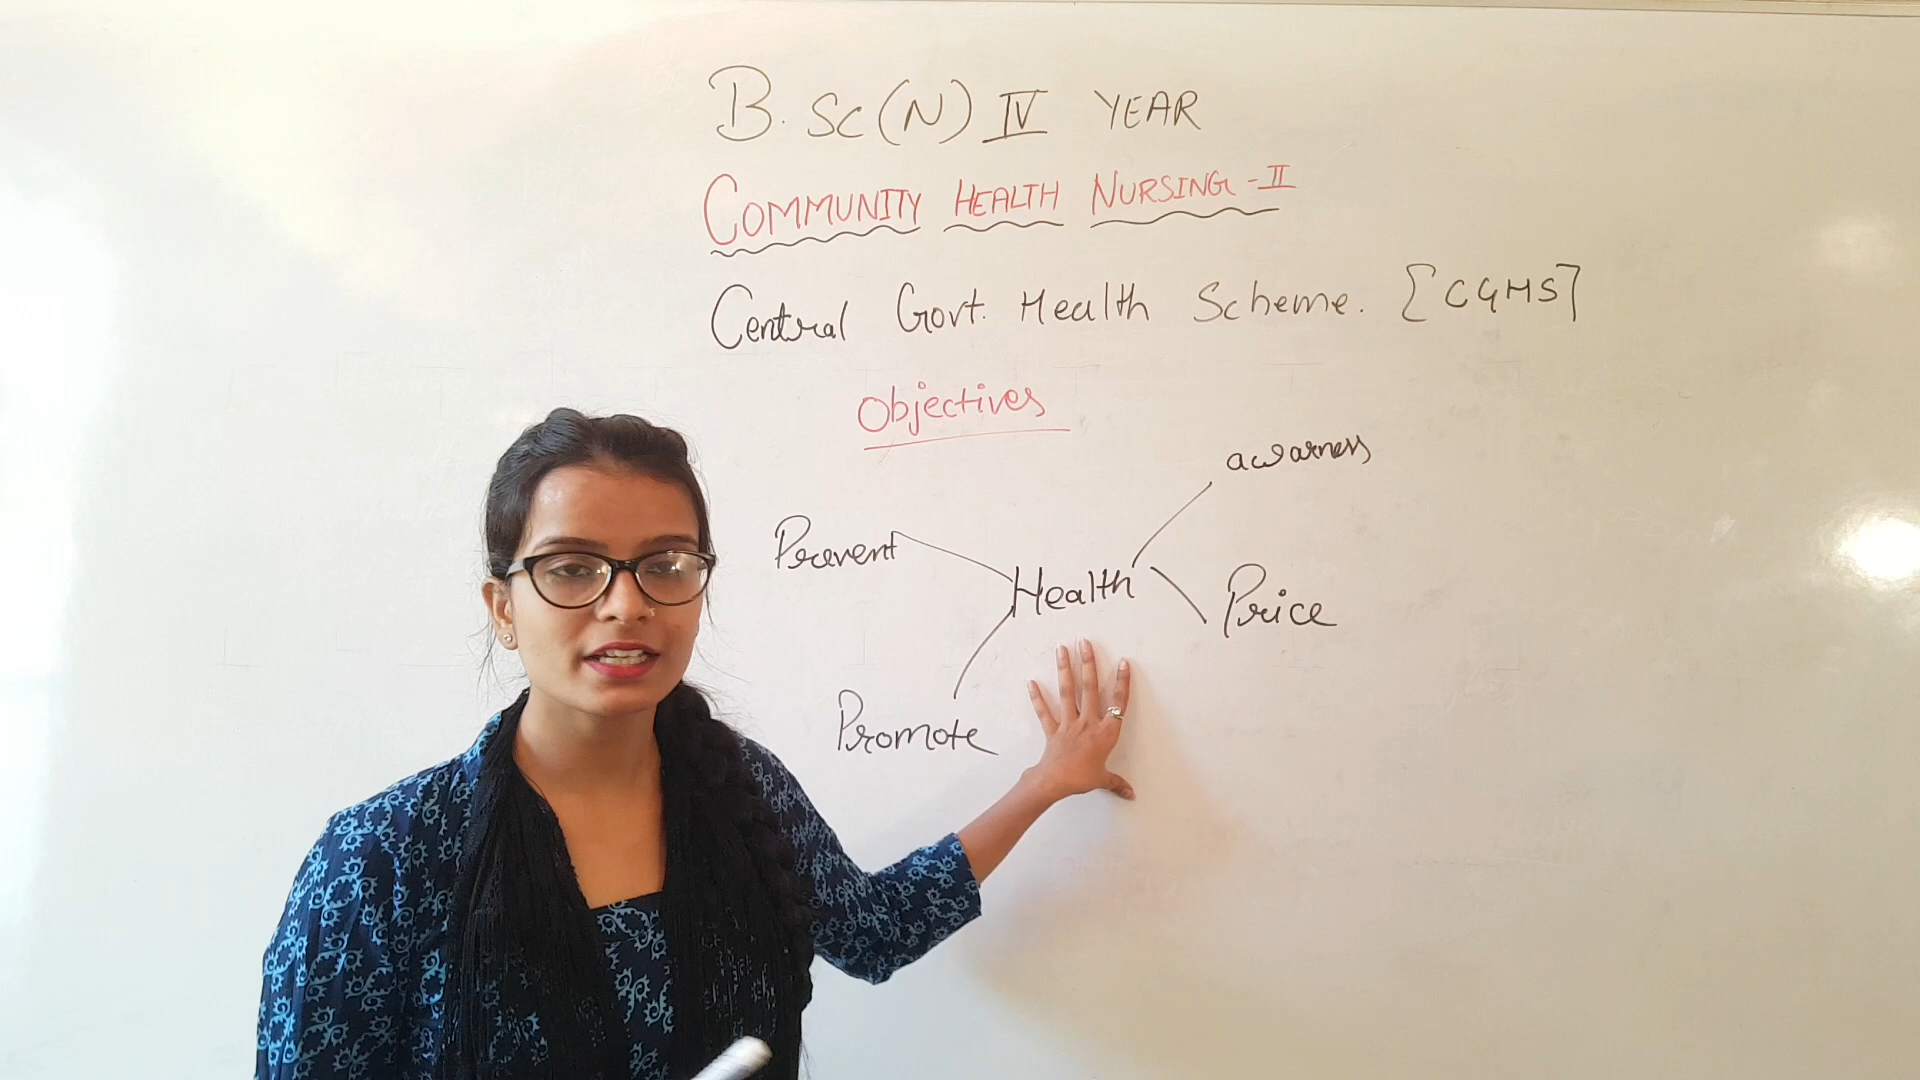 B. Sc (N) IV YEAR
COMMUNITY HEALTH NURSING - II
Central Govt. Health Scheme. [CGHS]
Objectives
awarness
Prevent
Health
Price
Promote